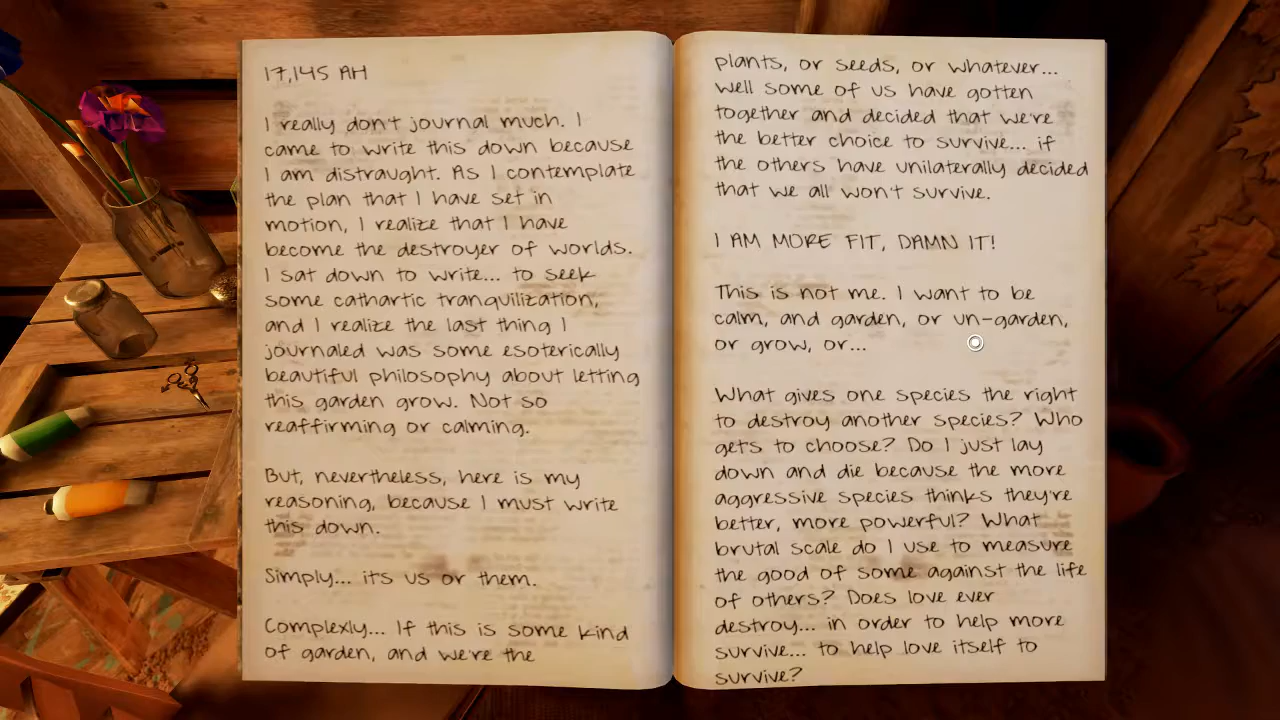 17,145 AH
I really don't journal much. I
came to write this down because
I am distraught. As I contemplate
the plan that I have set in
motion, I realize that I have
become the destroyer of worlds.
I sat down to write... to seek
some cathartic tranquilization,
and I realize the last thing I
journaled was some esoterically
beautiful philosophy about letting
this garden grow. Not so
reaffirming or calming.
But, nevertheless, here is my
reasoning, because I must write
this down.
Simply... its us or them.
Complexly... If this is some kind
of garden, and we're the
plants, or seeds, or whatever...
well some of us have gotten
together and decided that we're
the better choice to survive... if
the others have unilaterally decided
that we all won't survive.
I AM MORE FIT, DAMN IT!
This is not me. I want to be
calm, and garden, or un-garden,
or grow, or...
What gives one species the right
to destroy another species? Who
gets to choose? Do I just lay
down and die because the more
aggressive species thinks they're
better, more powerful? What
brutal scale do I use to measure
the good of some against the life
of others? Does love ever
destroy... in order to help more
survive... to help love itself to
survive?